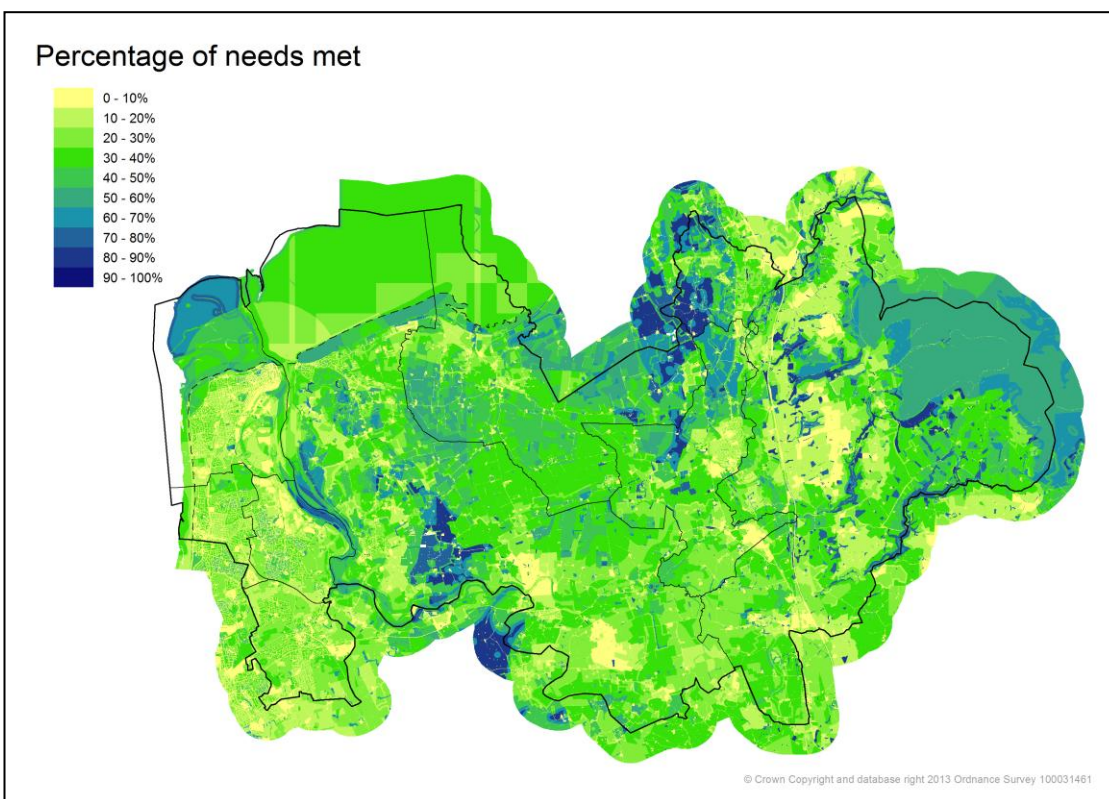 Percentage of needs met
0 - 10%
10 - 20%
20 - 30%
30 - 40%
40 - 50%
50 - 60%
60 - 70%
70 - 80%
80 - 90%
90 - 100%
© Crown Copyright and database right 2013 Ordnance Survey 100031461